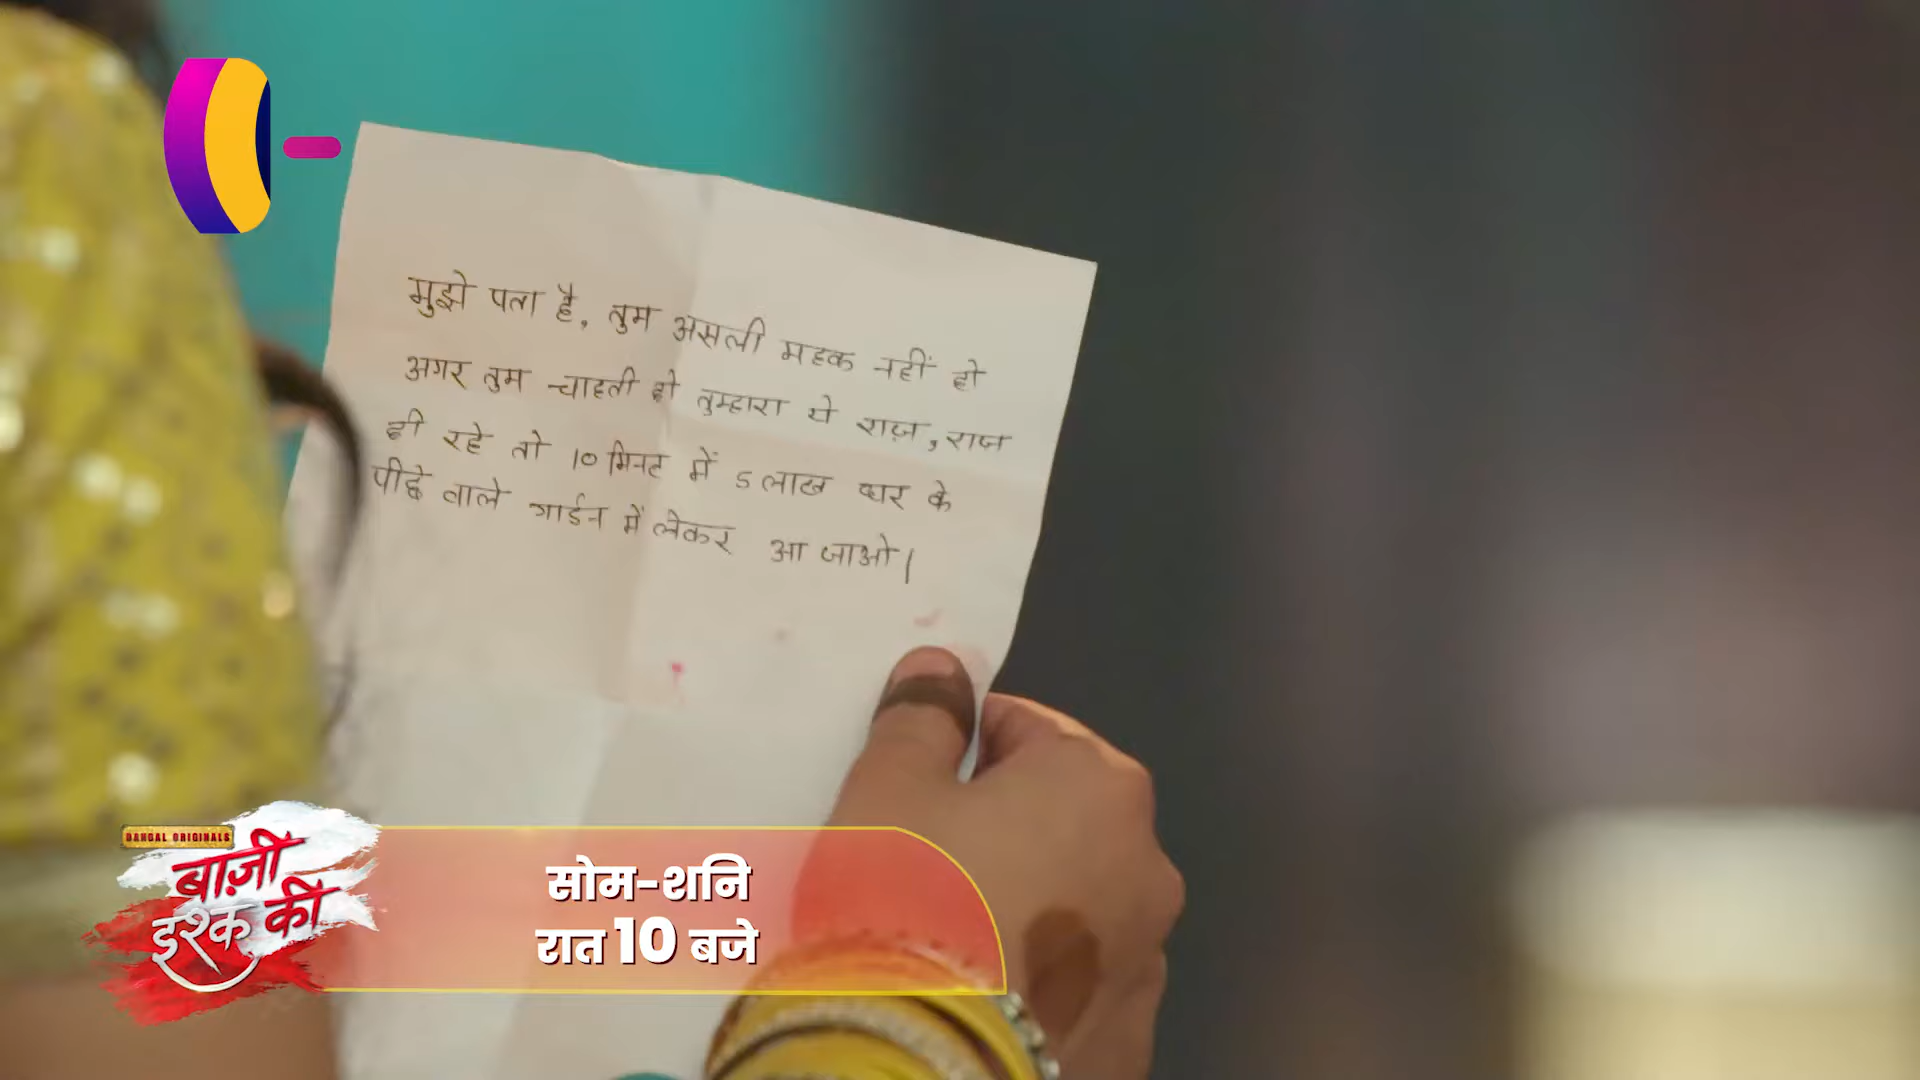 मुझे पता है, तुम असली महक नहीं हो
अगर तुम चाहती हो तुम्हारा ये राज़, राज
ही रहे तो 10 मिनट में 5 लाख घर के
पीछे वाले गार्डन में लेकर आ जाओ।
DANGAL ORIGINALS
बाज़ी
इश्क की
सोम-शनि
रात 10 बजे